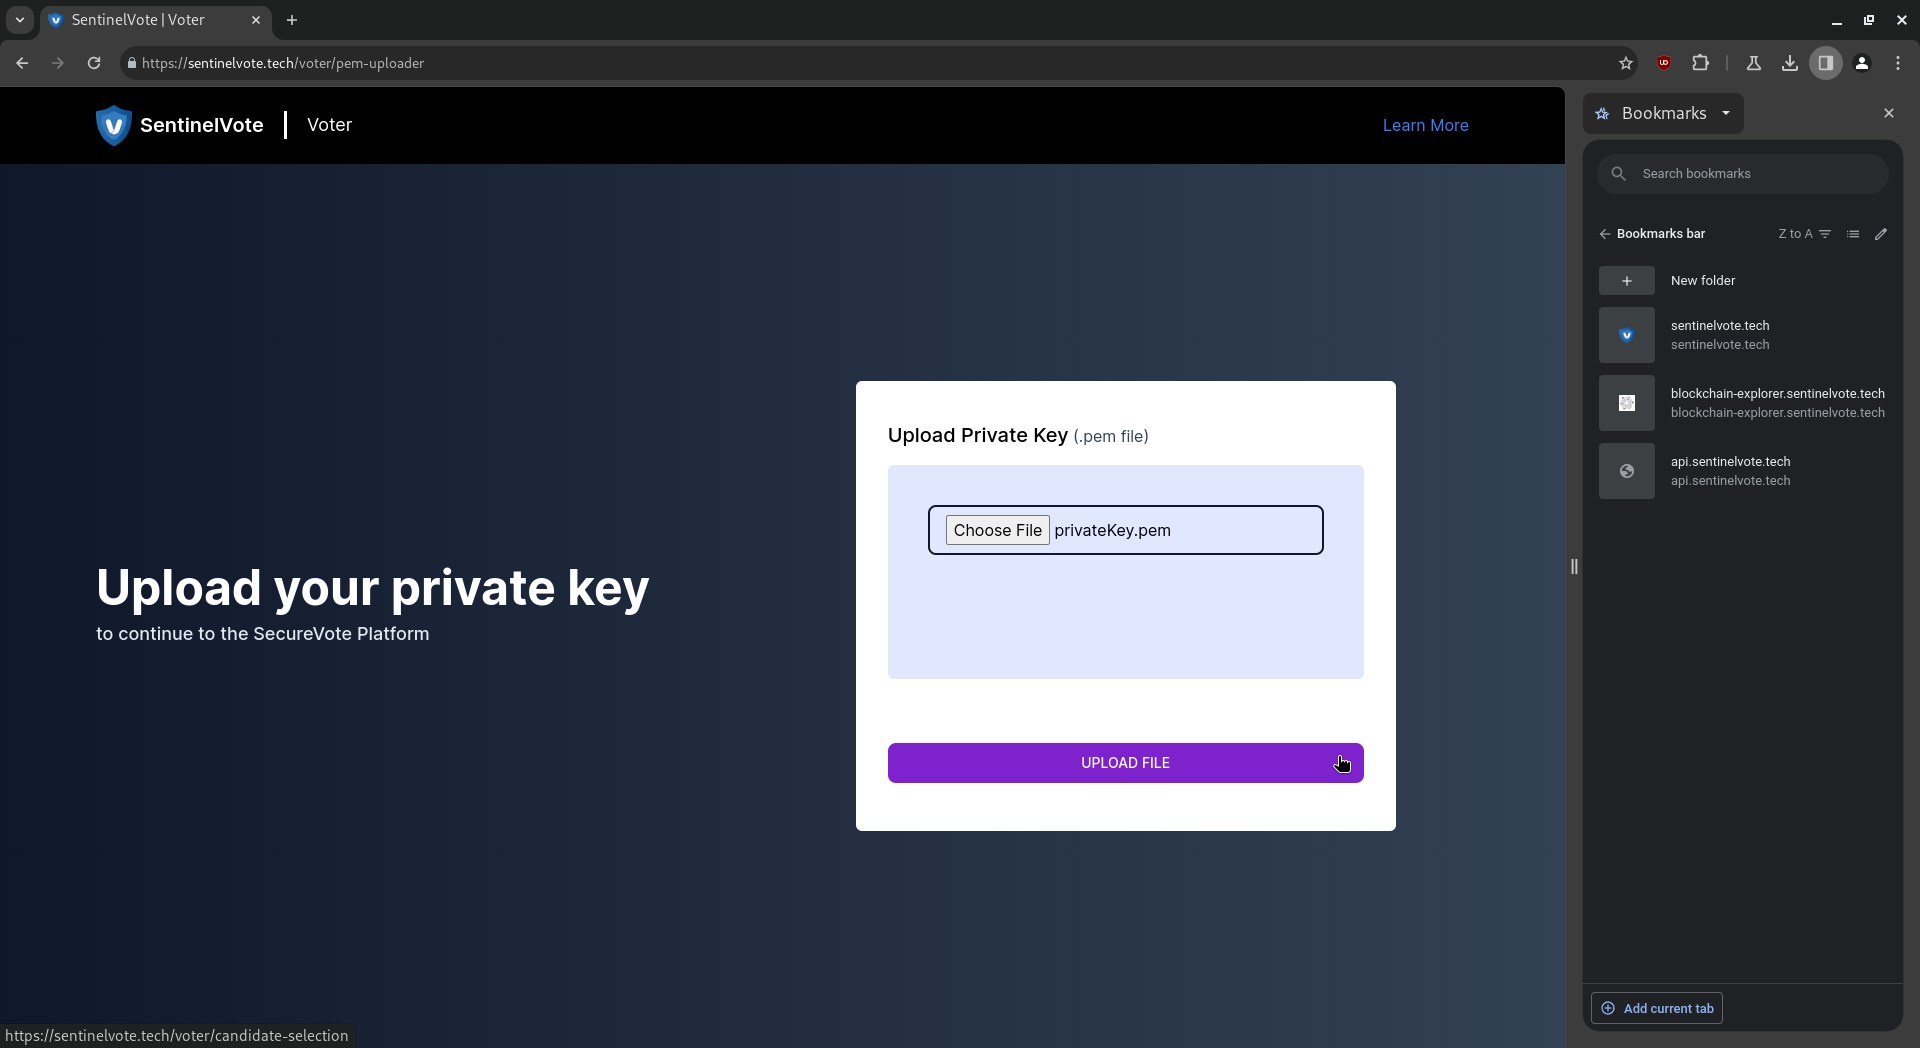 SentinelVote | Voter
https://sentinelvote.tech/voter/pem-uploader
SentinelVote | Voter
Learn More
Upload your private key
to continue to the SecureVote Platform
Upload Private Key (.pem file)
Choose File privateKey.pem
UPLOAD FILE
https://sentinelvote.tech/voter/candidate-selection
Bookmarks
Search bookmarks
Bookmarks bar Z to A
New folder
sentinelvote.tech
sentinelvote.tech
blockchain-explorer.sentinelvote.tech
blockchain-explorer.sentinelvote.tech
api.sentinelvote.tech
api.sentinelvote.tech
Add current tab